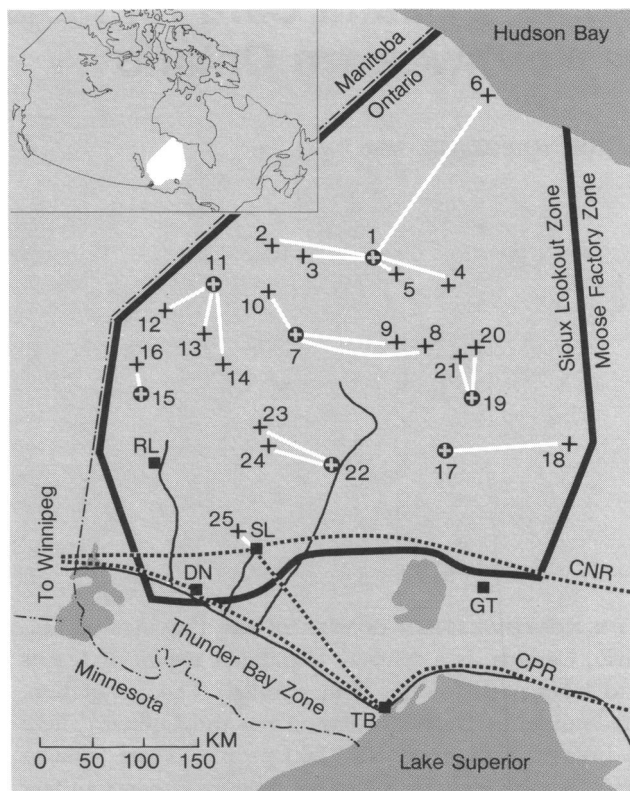 Hudson Bay
Manitoba
Ontario
6
Sioux Lookout Zone
Moose Factory Zone
2
1
3
5
4
11
10
12
13
14
7
9
8
20
21
16
15
19
23
24
22
17
18
RL
25
SL
To Winnipeg
DN
CNR
GT
Thunder Bay Zone
Minnesota
CPR
TB
KM
0 50 100 150
Lake Superior